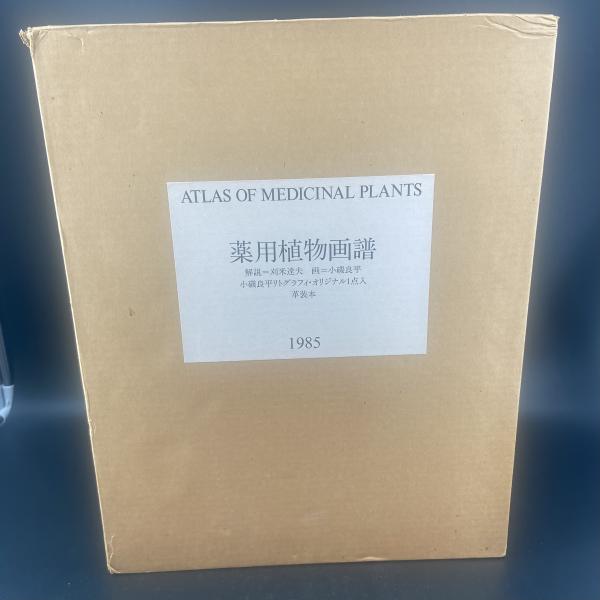 ATLAS OF MEDICINAL PLANTS
薬用植物画譜
解説=刈米達夫 画=小磯良平
小磯良平リトグラフィ・オリジナル1点入
革装本
1985